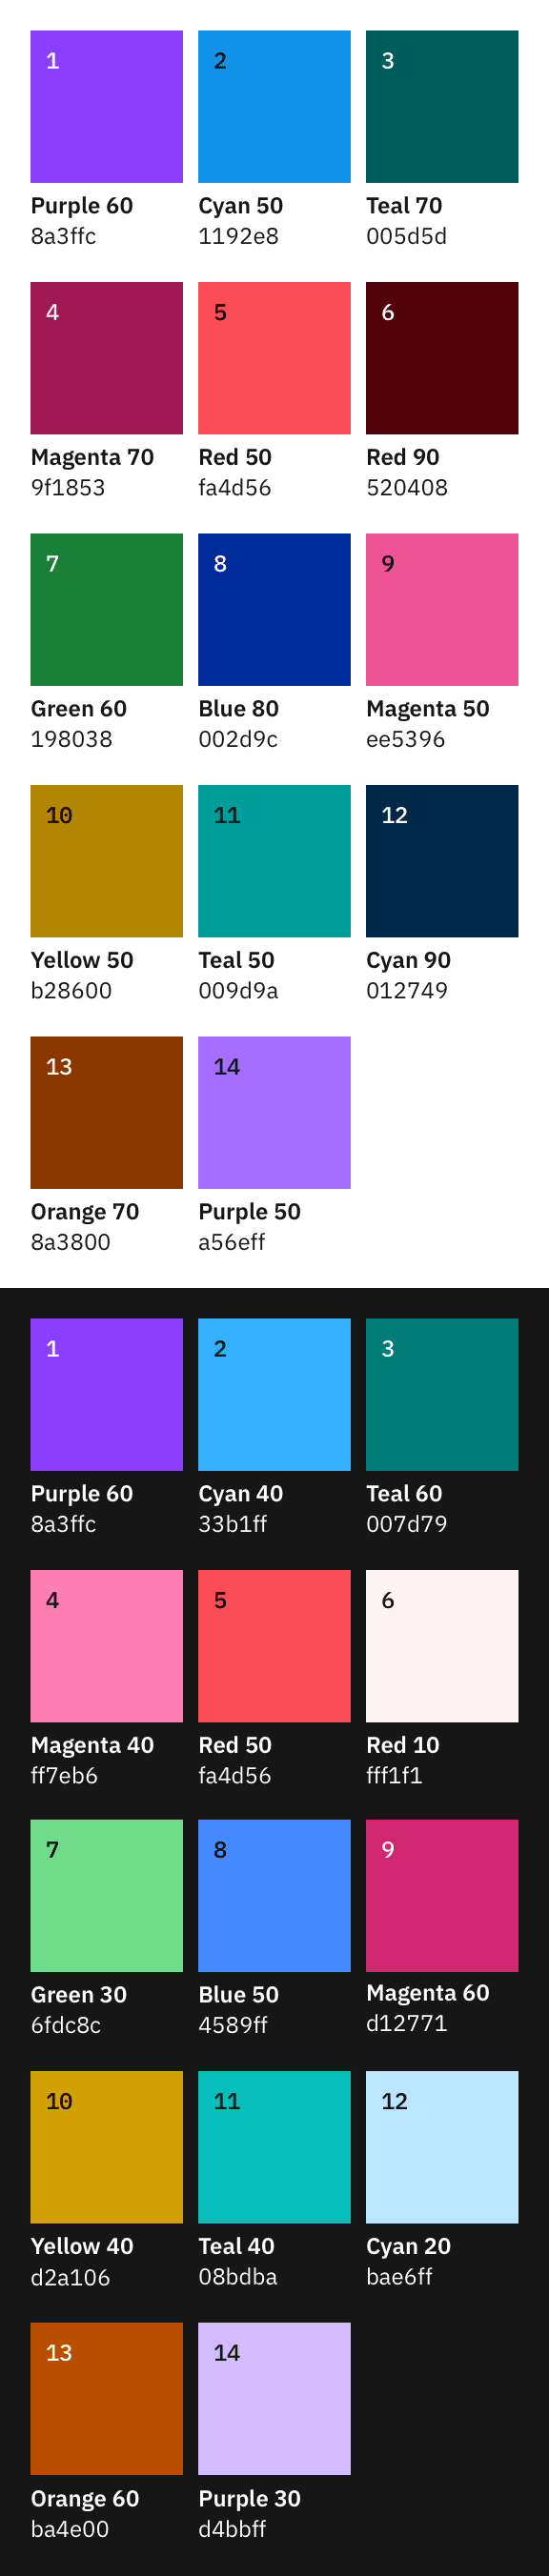 1
2
3
Purple 60
Cyan 50
Teal 70
8a3ffc
1192e8
005d5d
4
5
6
Magenta 70
Red 50
Red 90
9f1853
fa4d56
520408
7
8
9
Green 60
Blue 80
Magenta 50
198038
002d9c
ee5396
10
11
12
Yellow 50
Teal 50
Cyan 90
b28600
009d9a
012749
13
14
Orange 70
Purple 50
8a3800
a56eff
1
2
3
Purple 60
Cyan 40
Teal 60
8a3ffc
33b1ff
007d79
4
5
6
Magenta 40
Red 50
Red 10
ff7eb6
fa4d56
fff1f1
7
8
9
Green 30
Blue 50
Magenta 60
6fdc8c
4589ff
d12771
10
11
12
Yellow 40
Teal 40
Cyan 20
d2a106
08bdba
bae6ff
13
14
Orange 60
Purple 30
ba4e00
d4bbff